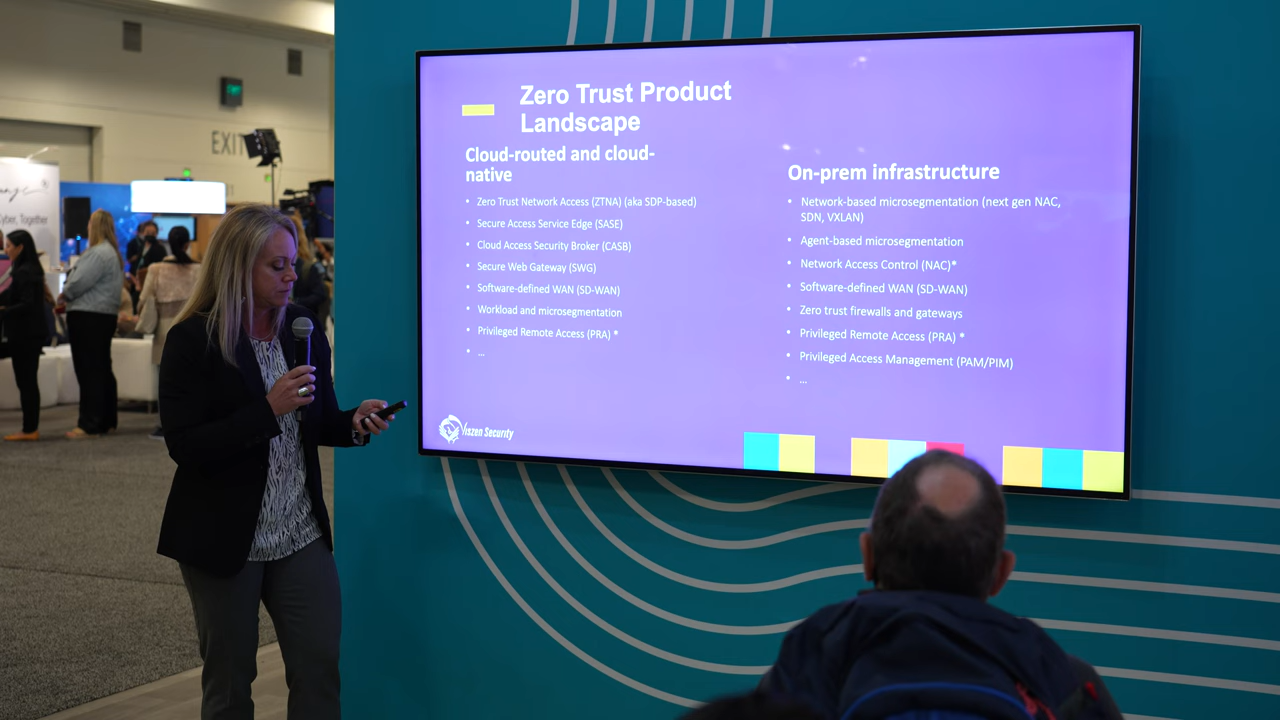 EXIT
Cyber, Together
Zero Trust Product
Landscape
Cloud-routed and cloud-
native
• Zero Trust Network Access (ZTNA) (aka SDP-based)
• Secure Access Service Edge (SASE)
• Cloud Access Security Broker (CASB)
• Secure Web Gateway (SWG)
• Software-defined WAN (SD-WAN)
• Workload and microsegmentation
• Privileged Remote Access (PRA) *
• ...
On-prem infrastructure
• Network-based microsegmentation (next gen NAC,
SDN, VXLAN)
• Agent-based microsegmentation
• Network Access Control (NAC)*
• Software-defined WAN (SD-WAN)
• Zero trust firewalls and gateways
• Privileged Remote Access (PRA) *
• Privileged Access Management (PAM/PIM)
• ...
Viszen Security